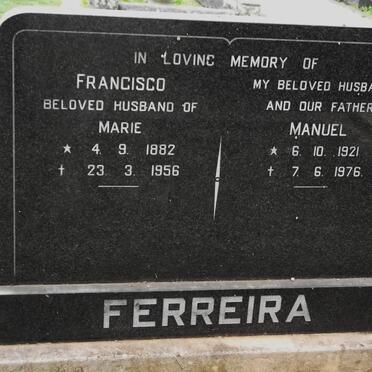 IN LOVING MEMORY OF
FRANCISCO
BELOVED HUSBAND OF
MARIE
★ 4. 9. 1882
† 23. 3. 1956
MY BELOVED HUSBA
AND OUR FATHER
MANUEL
★ 6. 10. 1921
† 7. 6. 1976.
FERREIRA